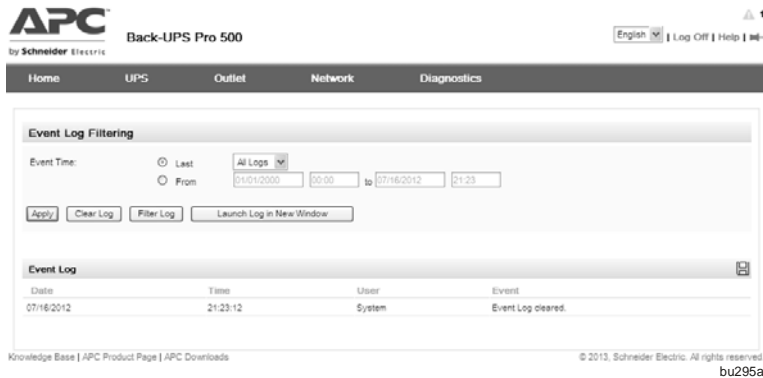 APC
by Schneider Electric
Back-UPS Pro 500
English | Log Off | Help |
Home UPS Outlet Network Diagnostics
Event Log Filtering
Event Time: Last All Logs
From 01/01/2000 00:00 to 07/16/2012 21:23
Apply Clear Log Filter Log Launch Log in New Window
Event Log
Date Time User Event
07/16/2012 21:23:12 System Event Log cleared.
Knowledge Base | APC Product Page | APC Downloads © 2013, Schneider Electric. All rights reserved
bu295a